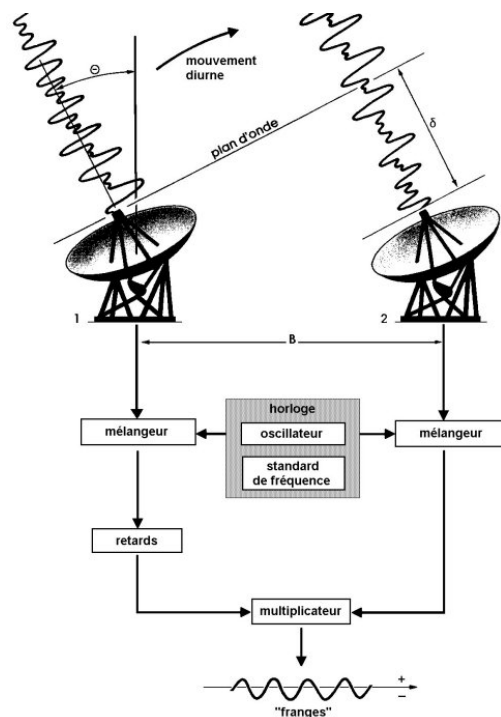 Θ
mouvement
diurne
plan d'onde
δ
1
2
B
horloge
mélangeur
oscillateur
mélangeur
standard
de fréquence
retards
multiplicateur
+
−
"franges"